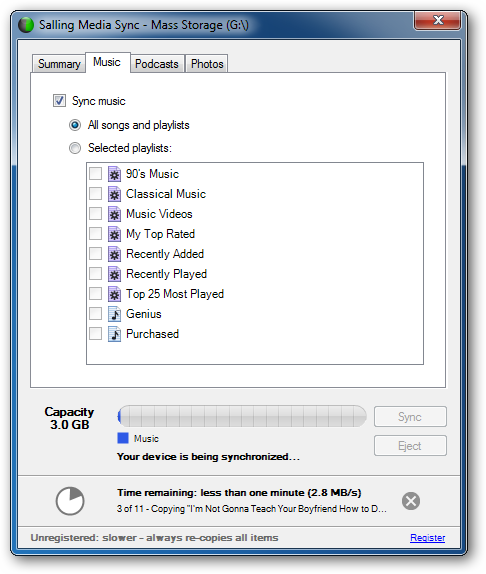 Salling Media Sync - Mass Storage (G:\)
Summary Music Podcasts Photos
Sync music
All songs and playlists
Selected playlists:
90's Music
Classical Music
Music Videos
My Top Rated
Recently Added
Recently Played
Top 25 Most Played
Genius
Purchased
Capacity
3.0 GB
Sync
Music
Eject
Your device is being synchronized...
Time remaining: less than one minute (2.8 MB/s)
3 of 11 - Copying "I'm Not Gonna Teach Your Boyfriend How to D...
Unregistered: slower - always re-copies all items
Register